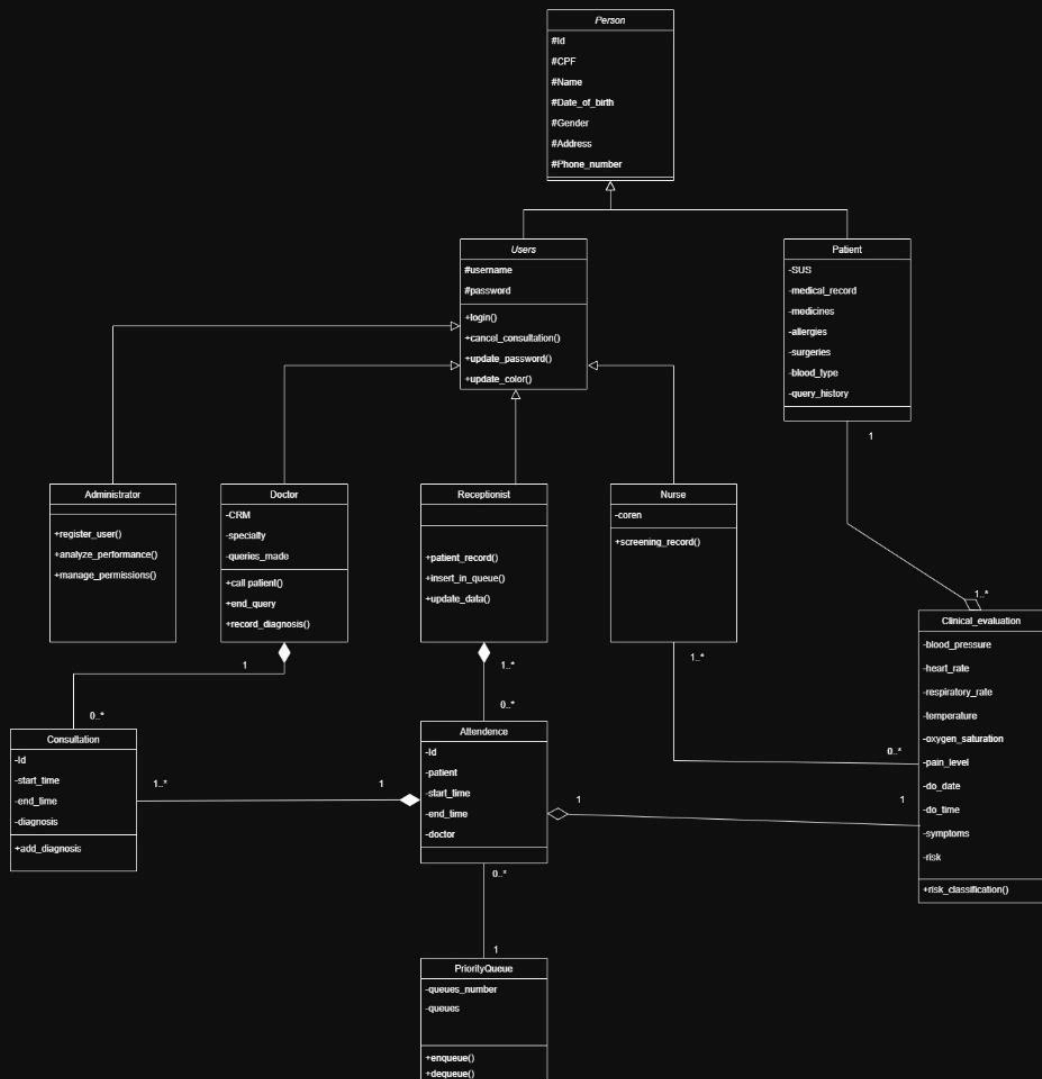 Person
#Id
#CPF
#Name
#Date_of_birth
#Gender
#Address
#Phone_number
Users
#username
#password
+login()
+cancel_consultation()
+update_password()
+update_color()
Patient
-SUS
-medical_record
-medicines
-allergies
-surgeries
-blood_type
-query_history
1
Administrator
+register_user()
+analyze_performance()
+manage_permissions()
Doctor
-CRM
-specialty
-queries_made
+call patient()
+end_query
+record_diagnosis()
Receptionist
+patient_record()
+insert_in_queue()
+update_data()
Nurse
-coren
+screening_record()
1..*
Clinical_evaluation
-blood_pressure
-heart_rate
-respiratory_rate
-temperature
-oxygen_saturation
-pain_level
-do_date
-do_time
-symptoms
-risk
+risk_classification()
1
0..*
1..*
0..*
1..*
0..*
Consultation
-Id
-start_time
-end_time
-diagnosis
+add_diagnosis
1..*
1
Attendence
-Id
-patient
-start_time
-end_time
-doctor
1
1
0..*
1
PriorityQueue
-queues_number
-queues
+enqueue()
+dequeue()